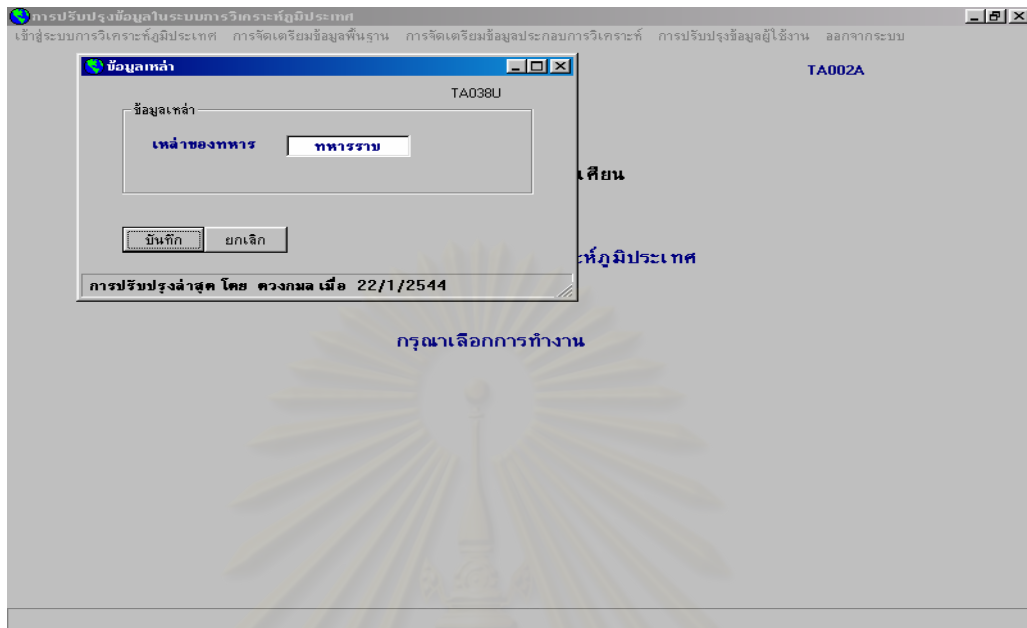 การปรับปรุงข้อมูลในระบบการวิเคราะห์ภูมิประเทศ
เข้าสู่ระบบการวิเคราะห์ภูมิประเทศ การจัดเตรียมข้อมูลพื้นฐาน การจัดเตรียมข้อมูลประกอบการวิเคราะห์ การปรับปรุงข้อมูลผู้ใช้งาน ออกจากระบบ
ข้อมูลเหล่า
TA002A
TA038U
ข้อมูลเหล่า
เหล่าของทหาร ทหารราบ
เศียน
บันทึก ยกเลิก
ะห์ภูมิประเทศ
การปรับปรุงล่าสุด โดย ดวงกมล เมื่อ 22/1/2544
กรุณาเลือกการทำงาน